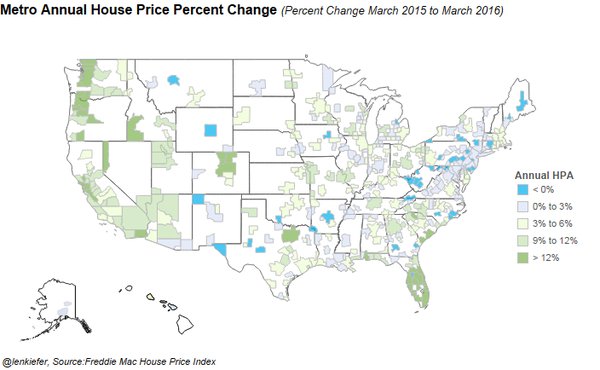 Metro Annual House Price Percent Change (Percent Change March 2015 to March 2016)
Annual HPA
< 0%
0% to 3%
3% to 6%
9% to 12%
> 12%
@lenkiefer, Source:Freddie Mac House Price Index